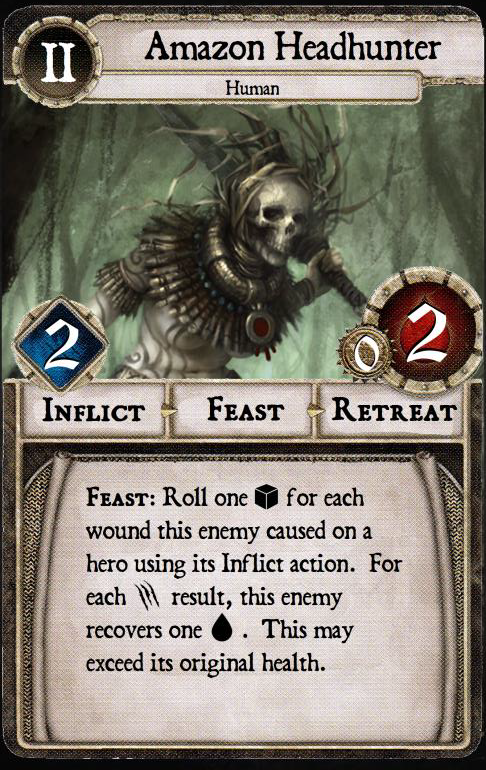 II
Amazon Headhunter
Human
2
0
2
Inflict Feast Retreat
Feast: Roll one for each
wound this enemy caused on a
hero using its Inflict action. For
each result, this enemy
recovers one . This may
exceed its original health.